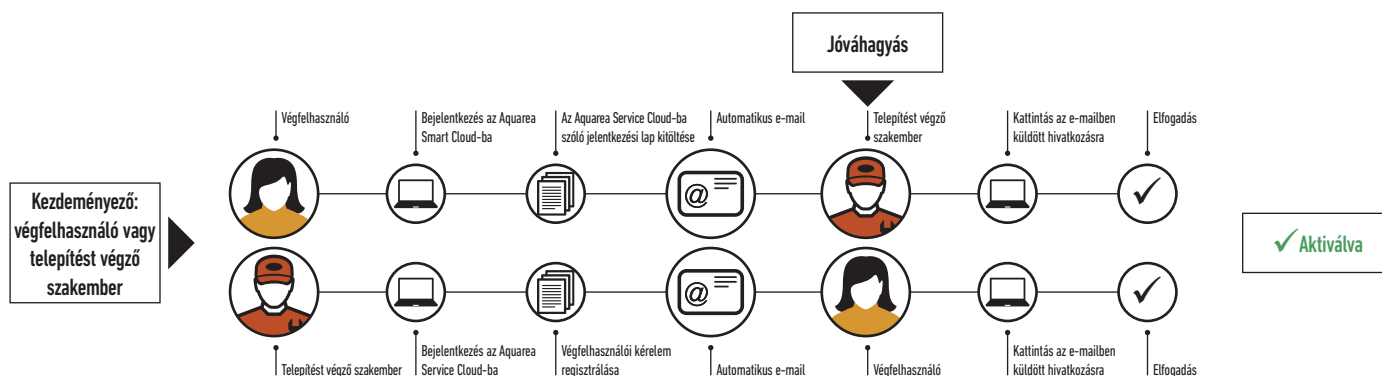 Jóváhagyás
Végfelhasználó
Bejelentkezés az Aquarea
Smart Cloud-ba
Az Aquarea Service Cloud-ba
szóló jelentkezési lap kitöltése
Automatikus e-mail
Telepítést végző
szakember
Kattintás az e-mailben
küldött hivatkozásra
Elfogadás
Kezdeményező:
végfelhasználó vagy
telepítést végző
szakember
@
@
✓ Aktiválva
Telepítést végző szakember
Bejelentkezés az Aquarea
Service Cloud-ba
Végfelhasználói kérelem
regisztrálása
Automatikus e-mail
Végfelhasználó
Kattintás az e-mailben
küldött hivatkozásra
Elfogadás